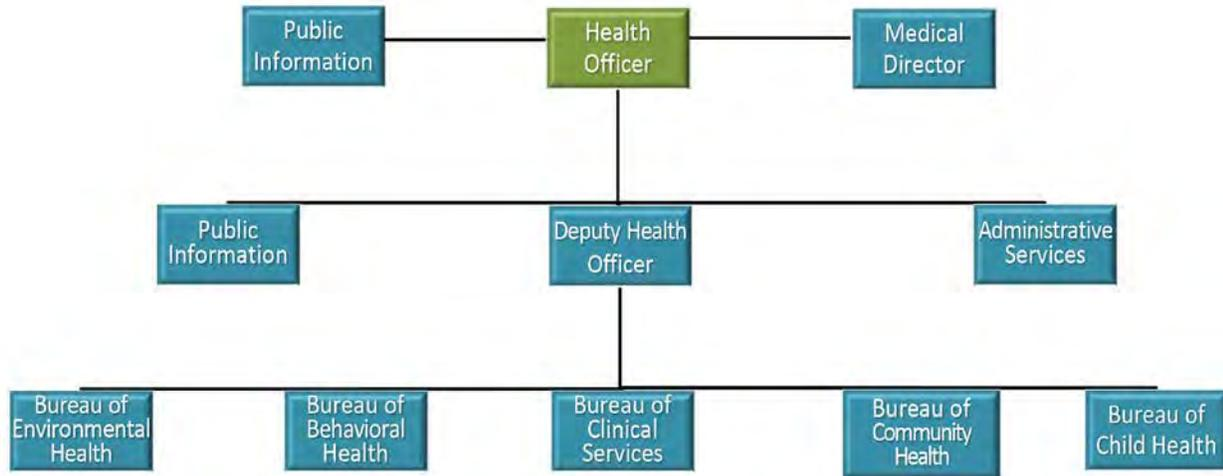 Public
Information
Health
Officer
Medical
Director
Public
Information
Deputy Health
Officer
Administrative
Services
Bureau of
Environmental
Health
Bureau of
Behavioral
Health
Bureau of
Clinical
Services
Bureau of
Community
Health
Bureau of
Child Health